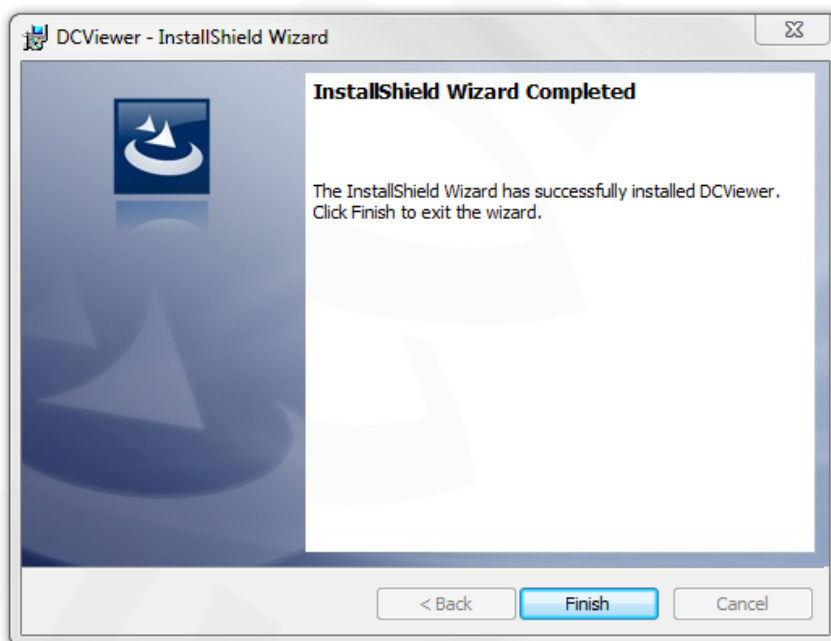 DCViewer - InstallShield Wizard
InstallShield Wizard Completed
The InstallShield Wizard has successfully installed DCViewer.
Click Finish to exit the wizard.
< Back Finish Cancel